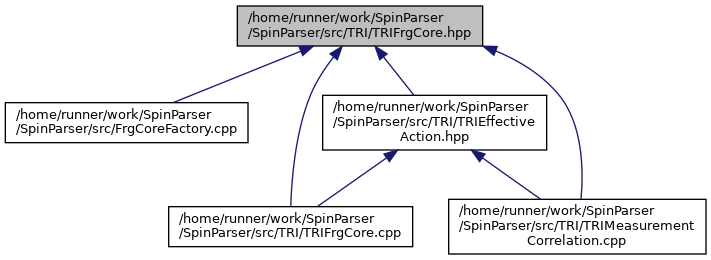 /home/runner/work/SpinParser
/SpinParser/src/TRI/TRIFrgCore.hpp
/home/runner/work/SpinParser
/SpinParser/src/FrgCoreFactory.cpp
/home/runner/work/SpinParser
/SpinParser/src/TRI/TRIEffective
Action.hpp
/home/runner/work/SpinParser
/SpinParser/src/TRI/TRIFrgCore.cpp
/home/runner/work/SpinParser
/SpinParser/src/TRI/TRIMeasurement
Correlation.cpp